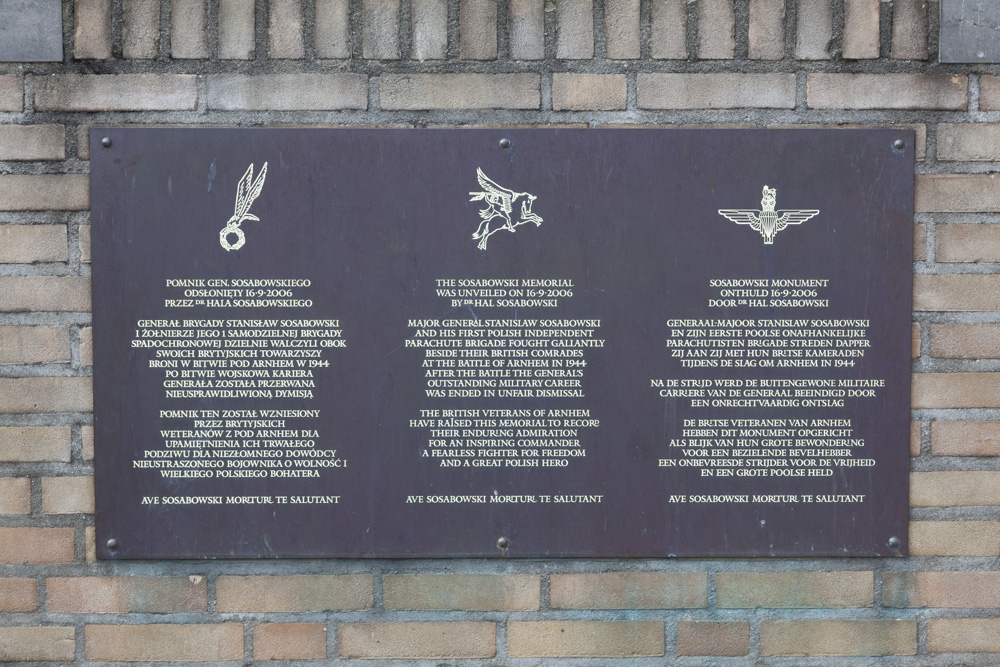 POMNIK GEN. SOSABOWSKIEGO
ODSŁONIĘTY 16-9-2006
PRZEZ DR HALA SOSABOWSKIEGO
GENERAŁ BRYGADY STANISŁAW SOSABOWSKI
I ŻOŁNIERZE JEGO 1 SAMODZIELNEJ BRYGADY
SPADOCHRONOWEJ DZIELNIE WALCZYLI OBOK
SWOICH BRYTYJSKICH TOWARZYSZY
BRONI W BITWIE POD ARNHEM W 1944
PO BITWIE WOJSKOWA KARIERA
GENERAŁA ZOSTAŁA PRZERWANĄ
NIEUSPRAWIDLIWIONĄ DYMISJĄ
POMNIK TEN ZOSTAŁ WZNIESIONY
PRZEZ BRYTYJSKICH
WETERANÓW Z POD ARNHEM DLA
UPAMIĘTNIENIA ICH TRWAŁEGO
PODZIWU DLA NIEZŁOMNEGO DOWÓDCY
NIEUSTRASZONEGO BOJOWNIKA O WOLNOŚĆ I
WIELKIEGO POLSKIEGO BOHATERA
AVE SOSABOWSKI MORITURI TE SALUTANT
THE SOSABOWSKI MEMORIAL
WAS UNVEILED ON 16-9-2006
BY DR HAL SOSABOWSKI
MAJOR GENERAL STANISLAW SOSABOWSKI
AND HIS FIRST POLISH INDEPENDENT
PARACHUTE BRIGADE FOUGHT GALLANTLY
BESIDE THEIR BRITISH COMRADES
AT THE BATTLE OF ARNHEM IN 1944
AFTER THE BATTLE THE GENERAL'S
OUTSTANDING MILITARY CAREER
WAS ENDED IN UNFAIR DISMISSAL
THE BRITISH VETERANS OF ARNHEM
HAVE RAISED THIS MEMORIAL TO RECORD
THEIR ENDURING ADMIRATION
FOR AN INSPIRING COMMANDER
A FEARLESS FIGHTER FOR FREEDOM
AND A GREAT POLISH HERO
AVE SOSABOWSKI MORITURI TE SALUTANT
SOSABOWSKI MONUMENT
ONTHULD 16-9-2006
DOOR DR HAL SOSABOWSKI
GENERAAL-MAJOOR STANISLAW SOSABOWSKI
EN ZIJN EERSTE POOLSE ONAFHANKELIJKE
PARACHUTISTEN BRIGADE STREDEN DAPPER
ZIJ AAN ZIJ MET HUN BRITSE KAMERADEN
TIJDENS DE SLAG OM ARNHEM IN 1944
NA DE STRIJD WERD DE BUITENGEWONE MILITAIRE
CARRIERE VAN DE GENERAAL BEEINDIGD DOOR
EEN ONRECHTVAARDIG ONTSLAG
DE BRITSE VETERANEN VAN ARNHEM
HEBBEN DIT MONUMENT OPGERICHT
ALS BLIJK VAN HUN GROTE BEWONDERING
VOOR EEN BEZIELENDE BEVELHEBBER
EEN ONBEVREESDE STRIJDER VOOR DE VRIJHEID
EN EEN GROTE POOLSE HELD
AVE SOSABOWSKI MORITURI TE SALUTANT